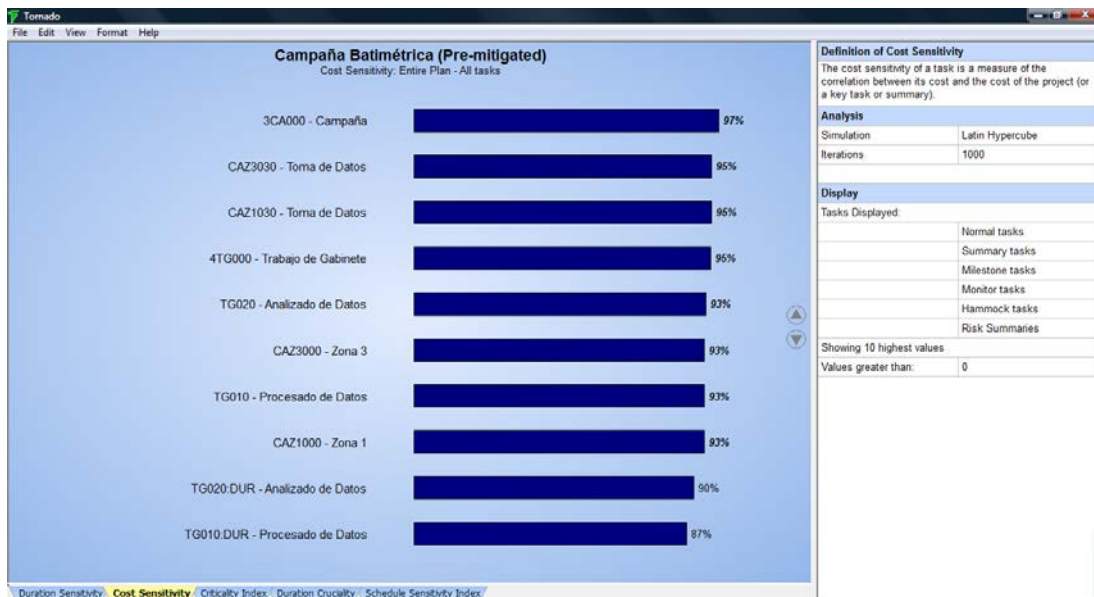 Tornado
File Edit View Format Help
Campaña Batimétrica (Pre-mitigated)
Cost Sensitivity: Entire Plan - All tasks
3CA000 - Campaña 97%
CAZ3030 - Toma de Datos 95%
CAZ1030 - Toma de Datos 95%
4TG000 - Trabajo de Gabinete 95%
TG020 - Analizado de Datos 93%
CAZ3000 - Zona 3 93%
TG010 - Procesado de Datos 93%
CAZ1000 - Zona 1 93%
TG020:DUR - Analizado de Datos 90%
TG010:DUR - Procesado de Datos 87%
Duration Sensitivity Cost Sensitivity Criticality Index Duration Cruciality Schedule Sensitivity Index
Definition of Cost Sensitivity
The cost sensitivity of a task is a measure of the
correlation between its cost and the cost of the project (or
a key task or summary).
Analysis
Simulation Latin Hypercube
Iterations 1000
Display
Tasks Displayed:
Normal tasks
Summary tasks
Milestone tasks
Monitor tasks
Hammock tasks
Risk Summaries
Showing 10 highest values
Values greater than: 0